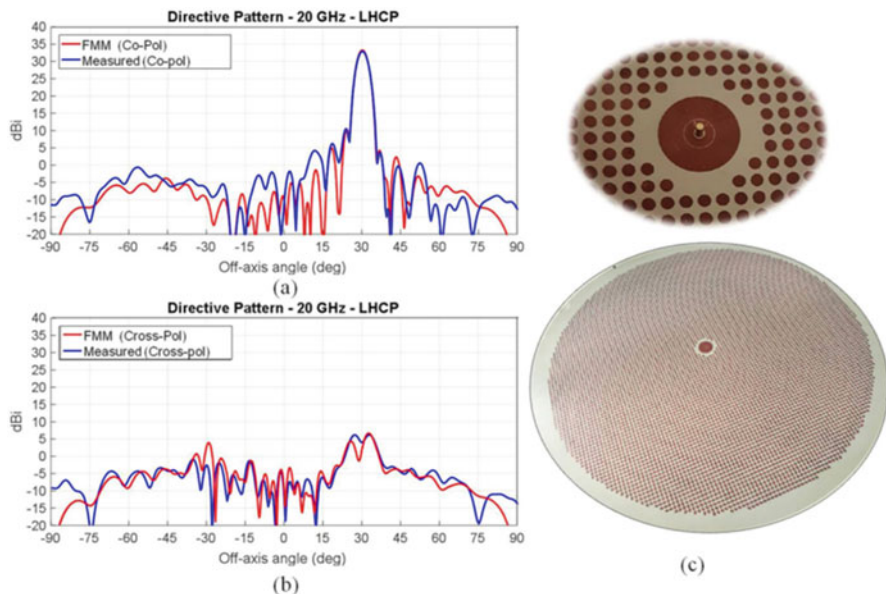 Directive Pattern - 20 GHz - LHCP
FMM (Co-Pol)
Measured (Co-pol)
dBi
40
35
30
25
20
15
10
5
0
-5
-10
-15
-20
-90 -75 -60 -45 -30 -15 0 15 30 45 60 75 90
Off-axis angle (deg)
(a)
Directive Pattern - 20 GHz - LHCP
FMM (Cross-Pol)
Measured (Cross-pol)
dBi
40
35
30
25
20
15
10
5
0
-5
-10
-15
-20
-90 -75 -60 -45 -30 -15 0 15 30 45 60 75 90
Off-axis angle (deg)
(b)
(c)